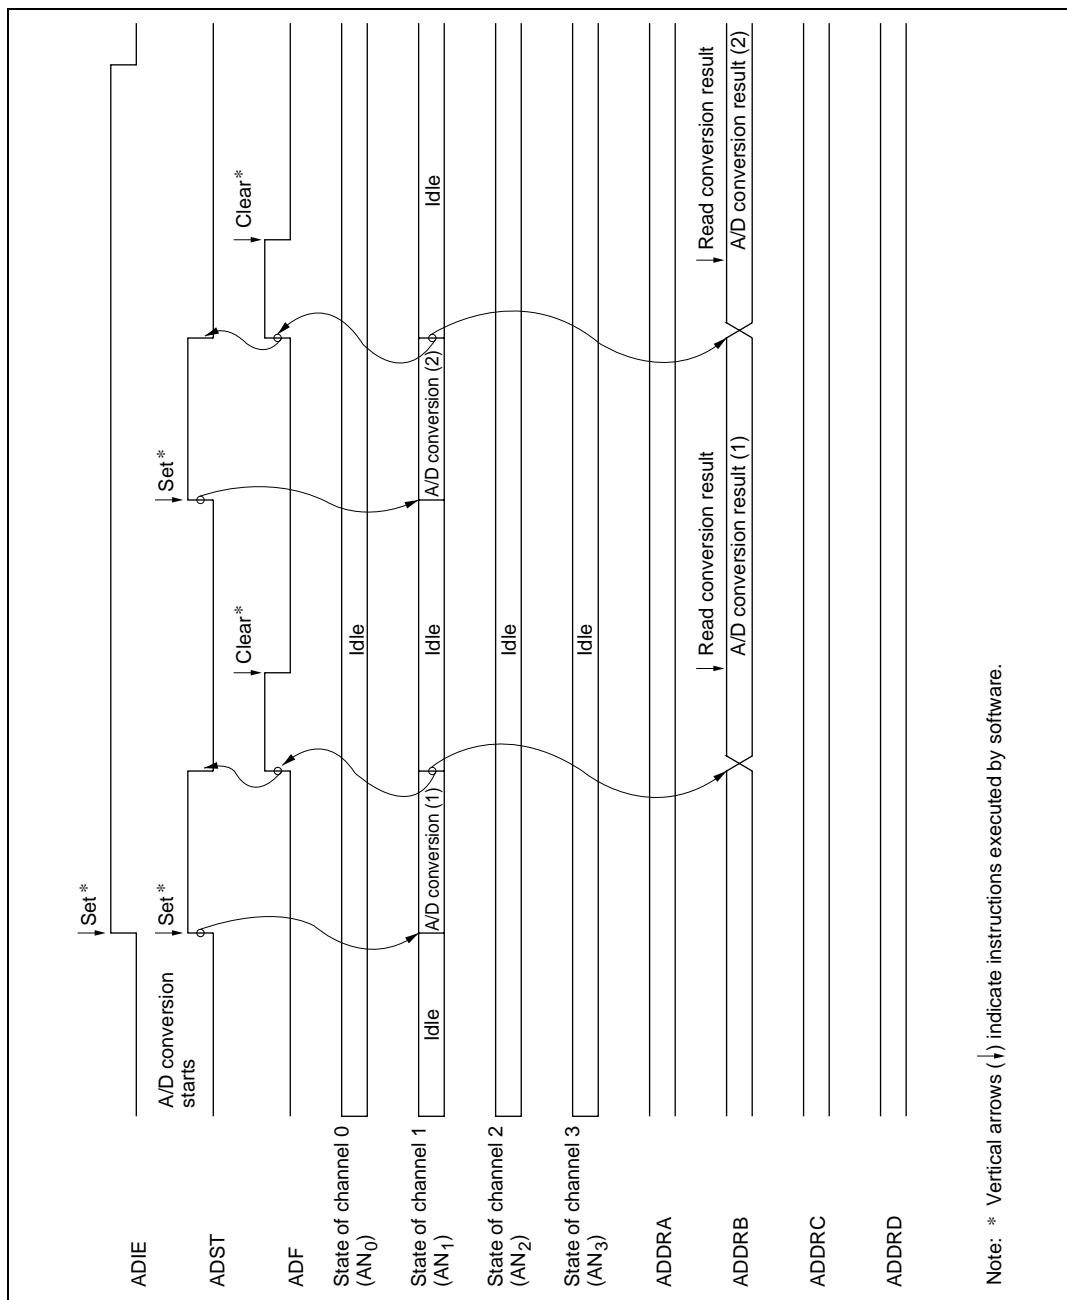 ADIE
Set *
ADST
A/D conversion
starts
Set *
Set *
ADF
Clear*
Clear*
State of channel 0
(AN0)
Idle
State of channel 1
(AN1)
Idle
A/D conversion (1)
Idle
A/D conversion (2)
Idle
State of channel 2
(AN2)
Idle
State of channel 3
(AN3)
Idle
ADDRA
ADDRB
Read conversion result
A/D conversion result (1)
Read conversion result
A/D conversion result (2)
ADDRC
ADDRD
Note: * Vertical arrows (↓) indicate instructions executed by software.